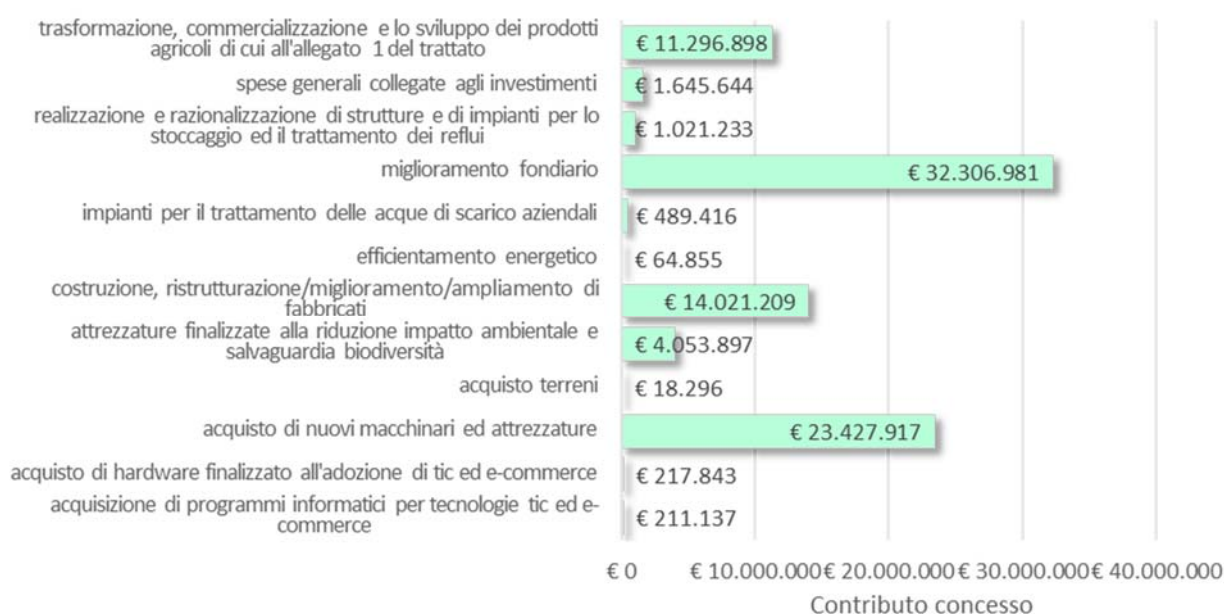 trasformazione, commercializzazione e lo sviluppo dei prodotti
agricoli di cui all'allegato 1 del trattato
€ 11.296.898
spese generali collegate agli investimenti
€ 1.645.644
realizzazione e razionalizzazione di strutture e di impianti per lo
stoccaggio ed il trattamento dei reflui
€ 1.021.233
miglioramento fondiario
€ 32.306.981
impianti per il trattamento delle acque di scarico aziendali
€ 489.416
efficientamento energetico
€ 64.855
costruzione, ristrutturazione/miglioramento/ampliamento di
fabbricati
€ 14.021.209
attrezzature finalizzate alla riduzione impatto ambientale e
salvaguardia biodiversità
€ 4.053.897
acquisto terreni
€ 18.296
acquisto di nuovi macchinari ed attrezzature
€ 23.427.917
acquisto di hardware finalizzato all'adozione di tic ed e-commerce
€ 217.843
acquisizione di programmi informatici per tecnologie tic ed e-
commerce
€ 211.137
€ 0 € 10.000.000 € 20.000.000 € 30.000.000 € 40.000.000
Contributo concesso